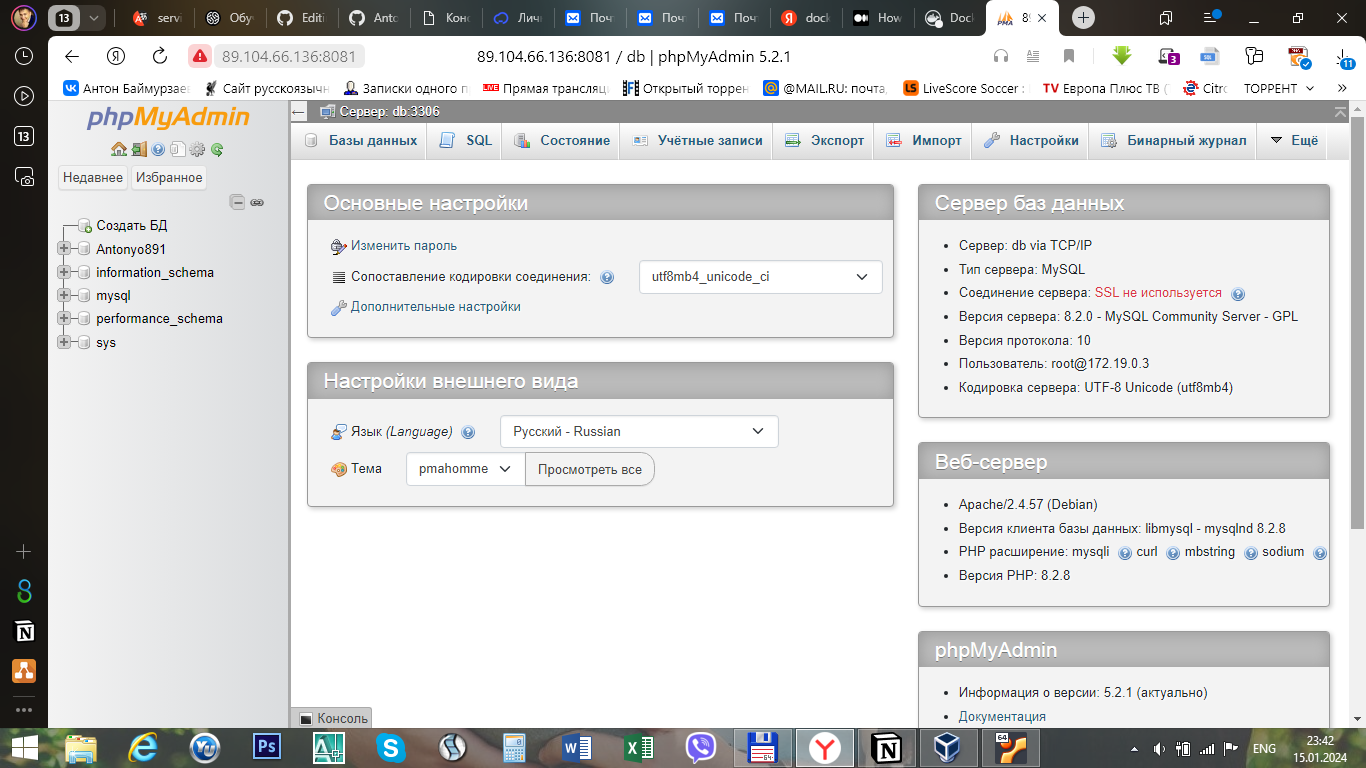 13 servi Обуч Editi Anto Конс Личн Почт Почт Почт dock How Dock 89
89.104.66.136:8081 89.104.66.136:8081 / db | phpMyAdmin 5.2.1
Антон Баймурзаев Сайт русскоязычн Записки одного п Прямая трансляц Открытый торрен @MAIL.RU: почта, LiveScore Soccer : Европа Плюс ТВ ( Citro ТОРРЕНТ
phpMyAdmin
Недавнее Избранное
Создать БД
Antonyo891
information_schema
mysql
performance_schema
sys
Сервер: db:3306
Базы данных SQL Состояние Учётные записи Экспорт Импорт Настройки Бинарный журнал Ещё
Основные настройки
Изменить пароль
Сопоставление кодировки соединения: utf8mb4_unicode_ci
Дополнительные настройки
Настройки внешнего вида
Язык (Language) Русский - Russian
Тема pmahomme Просмотреть все
Сервер баз данных
Сервер: db via TCP/IP
Тип сервера: MySQL
Соединение сервера: SSL не используется
Версия сервера: 8.2.0 - MySQL Community Server - GPL
Версия протокола: 10
Пользователь: root@172.19.0.3
Кодировка сервера: UTF-8 Unicode (utf8mb4)
Веб-сервер
Apache/2.4.57 (Debian)
Версия клиента базы данных: libmysql - mysqlnd 8.2.8
PHP расширение: mysqli curl mbstring sodium
Версия PHP: 8.2.8
phpMyAdmin
Информация о версии: 5.2.1 (актуально)
Документация
Консоль
ENG
23:42
15.01.2024